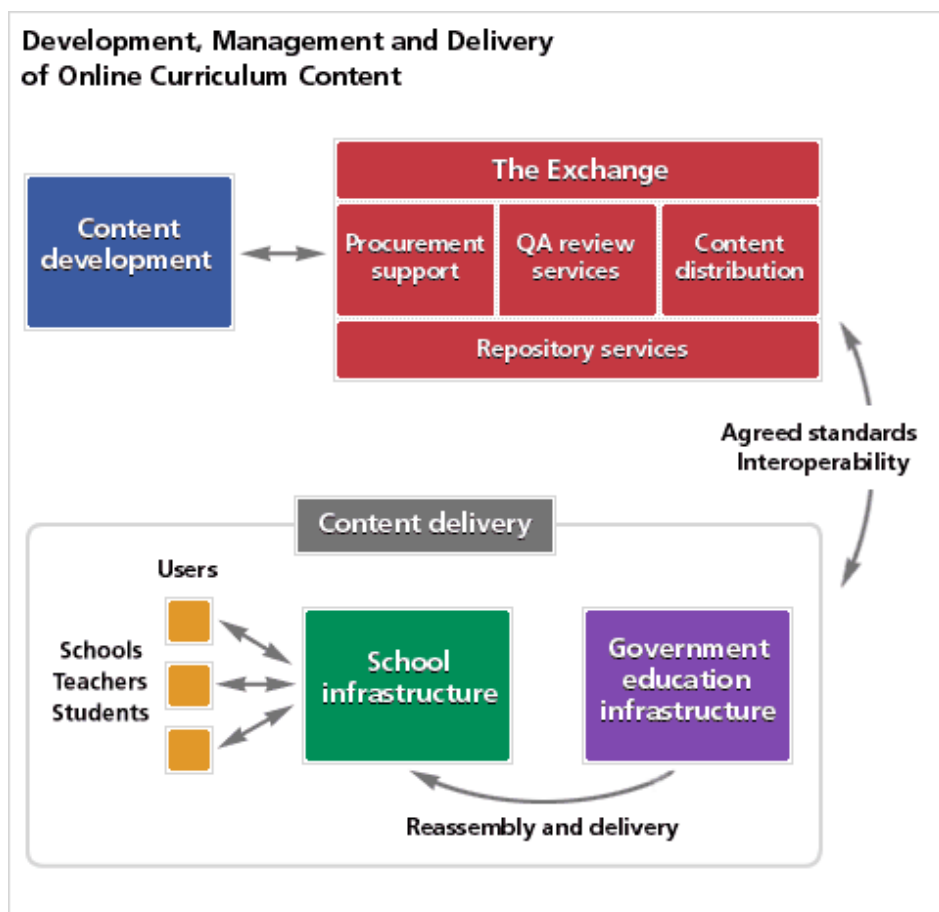 Development, Management and Delivery
of Online Curriculum Content
The Exchange
Content
development
Procurement
support
QA review
services
Content
distribution
Repository services
Agreed standards
Interoperability
Content delivery
Users
Schools
Teachers
Students
School
infrastructure
Government
education
infrastructure
Reassembly and delivery